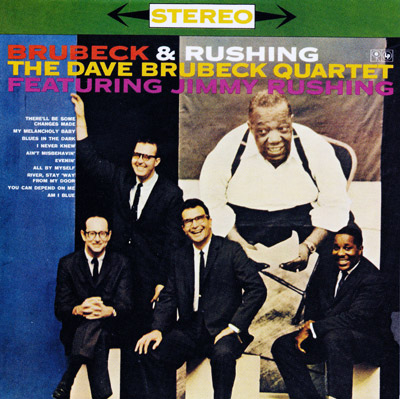 STEREO
BRUBECK & RUSHING
THE DAVE BRUBECK QUARTET
FEATURING JIMMY RUSHING
THERE'LL BE SOME
CHANGES MADE
MY MELANCHOLY BABY
BLUES IN THE DARK
I NEVER KNEW
AIN'T MISBEHAVIN'
EVENIN'
ALL BY MYSELF
RIVER, STAY 'WAY
FROM MY DOOR
YOU CAN DEPEND ON ME
AM I BLUE